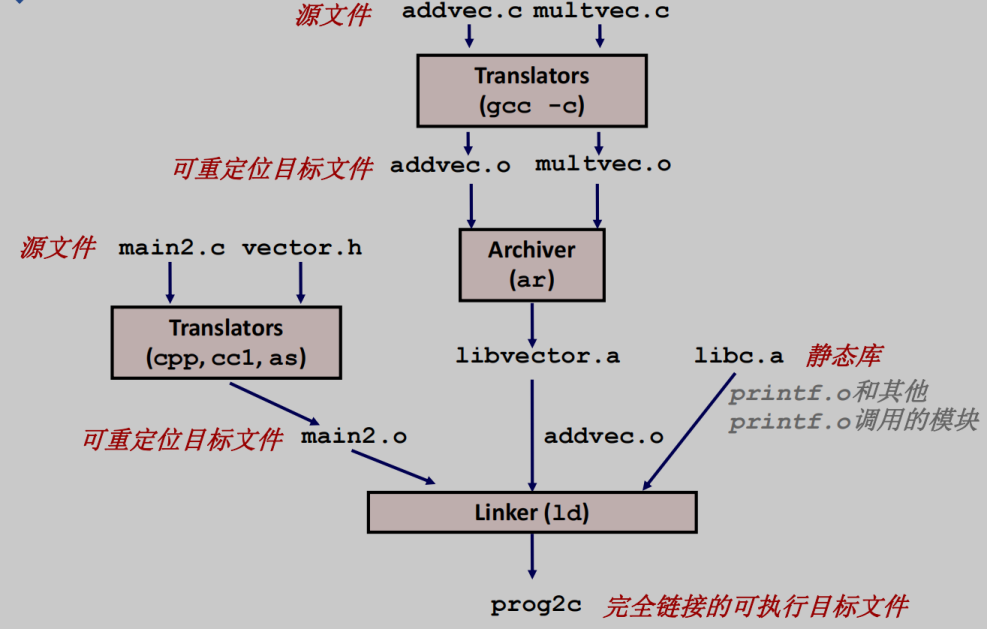 源文件 addvec.c multvec.c
Translators
(gcc -c)
可重定位目标文件 addvec.o multvec.o
源文件 main2.c vector.h
Archiver
(ar)
Translators
(cpp, cc1, as)
libvector.a libc.a 静态库
printf.o和其他
printf.o调用的模块
可重定位目标文件 main2.o addvec.o
Linker (ld)
prog2c 完全链接的可执行目标文件